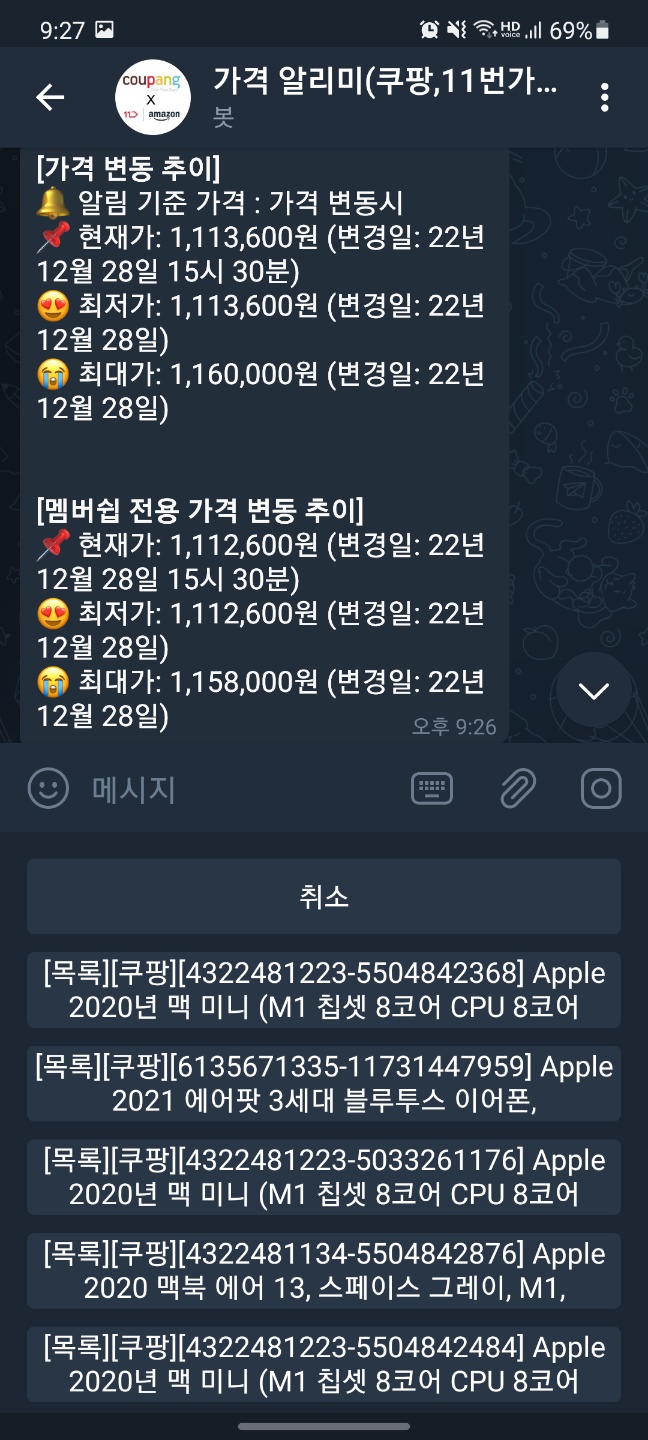 9:27
HD
voice
69%
coupang
X
11D amazon
가격 알리미(쿠팡,11번가...
봇
[가격 변동 추이]
🔔 알림 기준 가격 : 가격 변동시
📌 현재가: 1,113,600원 (변경일: 22년
12월 28일 15시 30분)
😍 최저가: 1,113,600원 (변경일: 22년
12월 28일)
😭 최대가: 1,160,000원 (변경일: 22년
12월 28일)
[멤버쉽 전용 가격 변동 추이]
📌 현재가: 1,112,600원 (변경일: 22년
12월 28일 15시 30분)
😍 최저가: 1,112,600원 (변경일: 22년
12월 28일)
😭 최대가: 1,158,000원 (변경일: 22년
12월 28일)
오후 9:26
메시지
취소
[목록][쿠팡][4322481223-5504842368] Apple
2020년 맥 미니 (M1 칩셋 8코어 CPU 8코어
[목록][쿠팡][6135671335-11731447959] Apple
2021 에어팟 3세대 블루투스 이어폰,
[목록][쿠팡][4322481223-5033261176] Apple
2020년 맥 미니 (M1 칩셋 8코어 CPU 8코어
[목록][쿠팡][4322481134-5504842876] Apple
2020 맥북 에어 13, 스페이스 그레이, M1,
[목록][쿠팡][4322481223-5504842484] Apple
2020년 맥 미니 (M1 칩셋 8코어 CPU 8코어